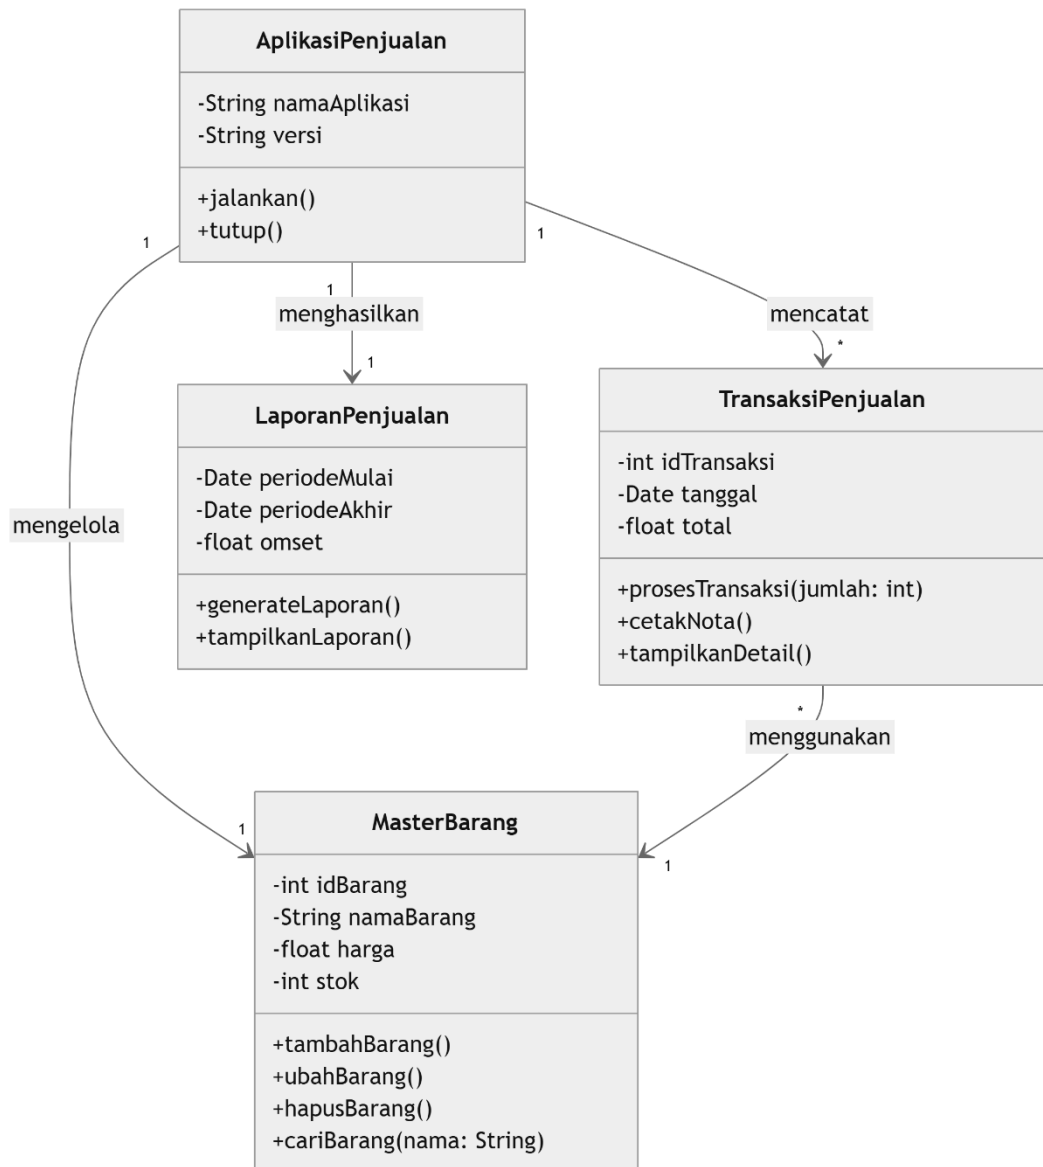 AplikasiPenjualan
-String namaAplikasi
-String versi
+jalankan()
+tutup()
1
1
1
menghasilkan
mencatat
1
*
LaporanPenjualan
-Date periodeMulai
-Date periodeAkhir
-float omset
+generateLaporan()
+tampilkanLaporan()
TransaksiPenjualan
-int idTransaksi
-Date tanggal
-float total
+prosesTransaksi(jumlah: int)
+cetakNota()
+tampilkanDetail()
mengelola
*
menggunakan
1
1
MasterBarang
-int idBarang
-String namaBarang
-float harga
-int stok
+tambahBarang()
+ubahBarang()
+hapusBarang()
+cariBarang(nama: String)